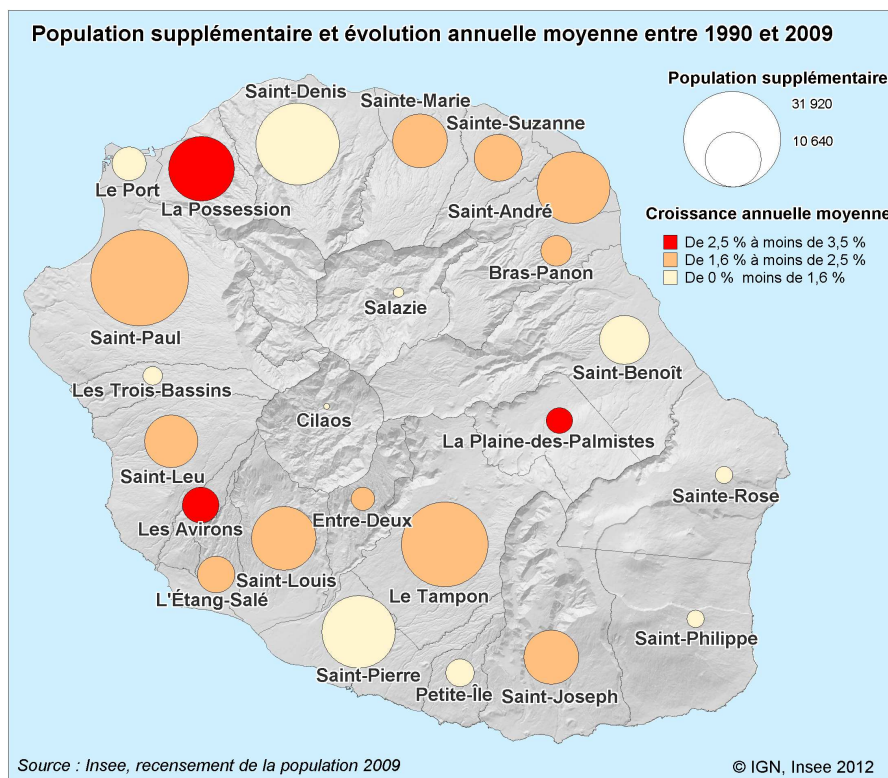 Population supplémentaire et évolution annuelle moyenne entre 1990 et 2009
Population supplémentaire
31 920
10 640
Croissance annuelle moyenne
De 2,5 % à moins de 3,5 %
De 1,6 % à moins de 2,5 %
De 0 % moins de 1,6 %
Saint-Denis
Sainte-Marie
Sainte-Suzanne
Le Port
La Possession
Saint-André
Bras-Panon
Salazie
Saint-Paul
Saint-Benoît
Les Trois-Bassins
Cilaos
La Plaine-des-Palmistes
Saint-Leu
Sainte-Rose
Les Avirons
Entre-Deux
Saint-Louis
L'Étang-Salé
Le Tampon
Saint-Philippe
Saint-Pierre
Petite-Île
Saint-Joseph
Source : Insee, recensement de la population 2009
© IGN, Insee 2012